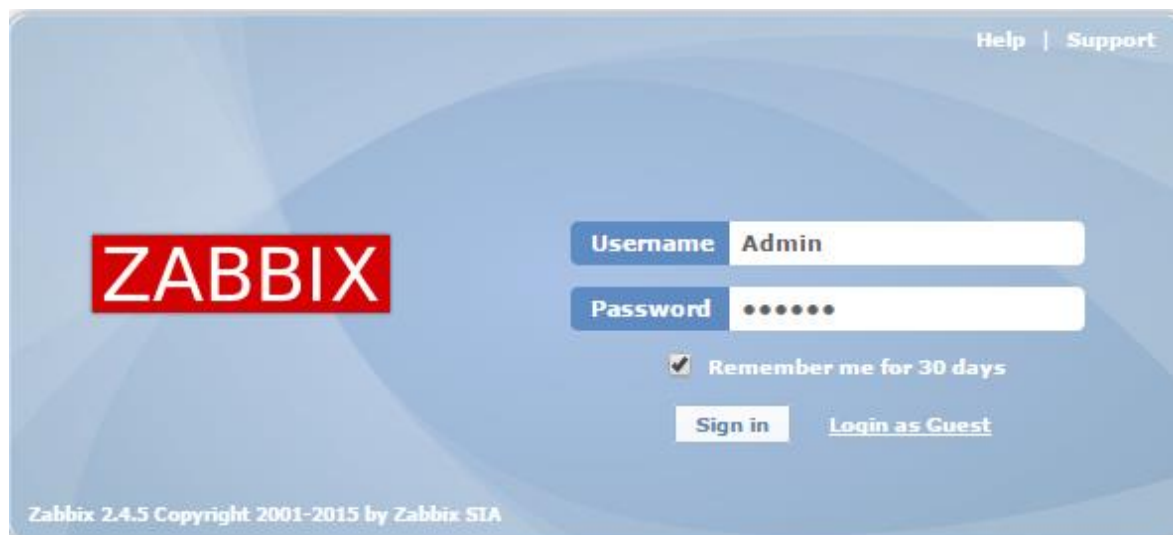 Help | Support
ZABBIX
Username Admin
Password ••••••
Remember me for 30 days
Sign in Login as Guest
Zabbix 2.4.5 Copyright 2001-2015 by Zabbix SIA